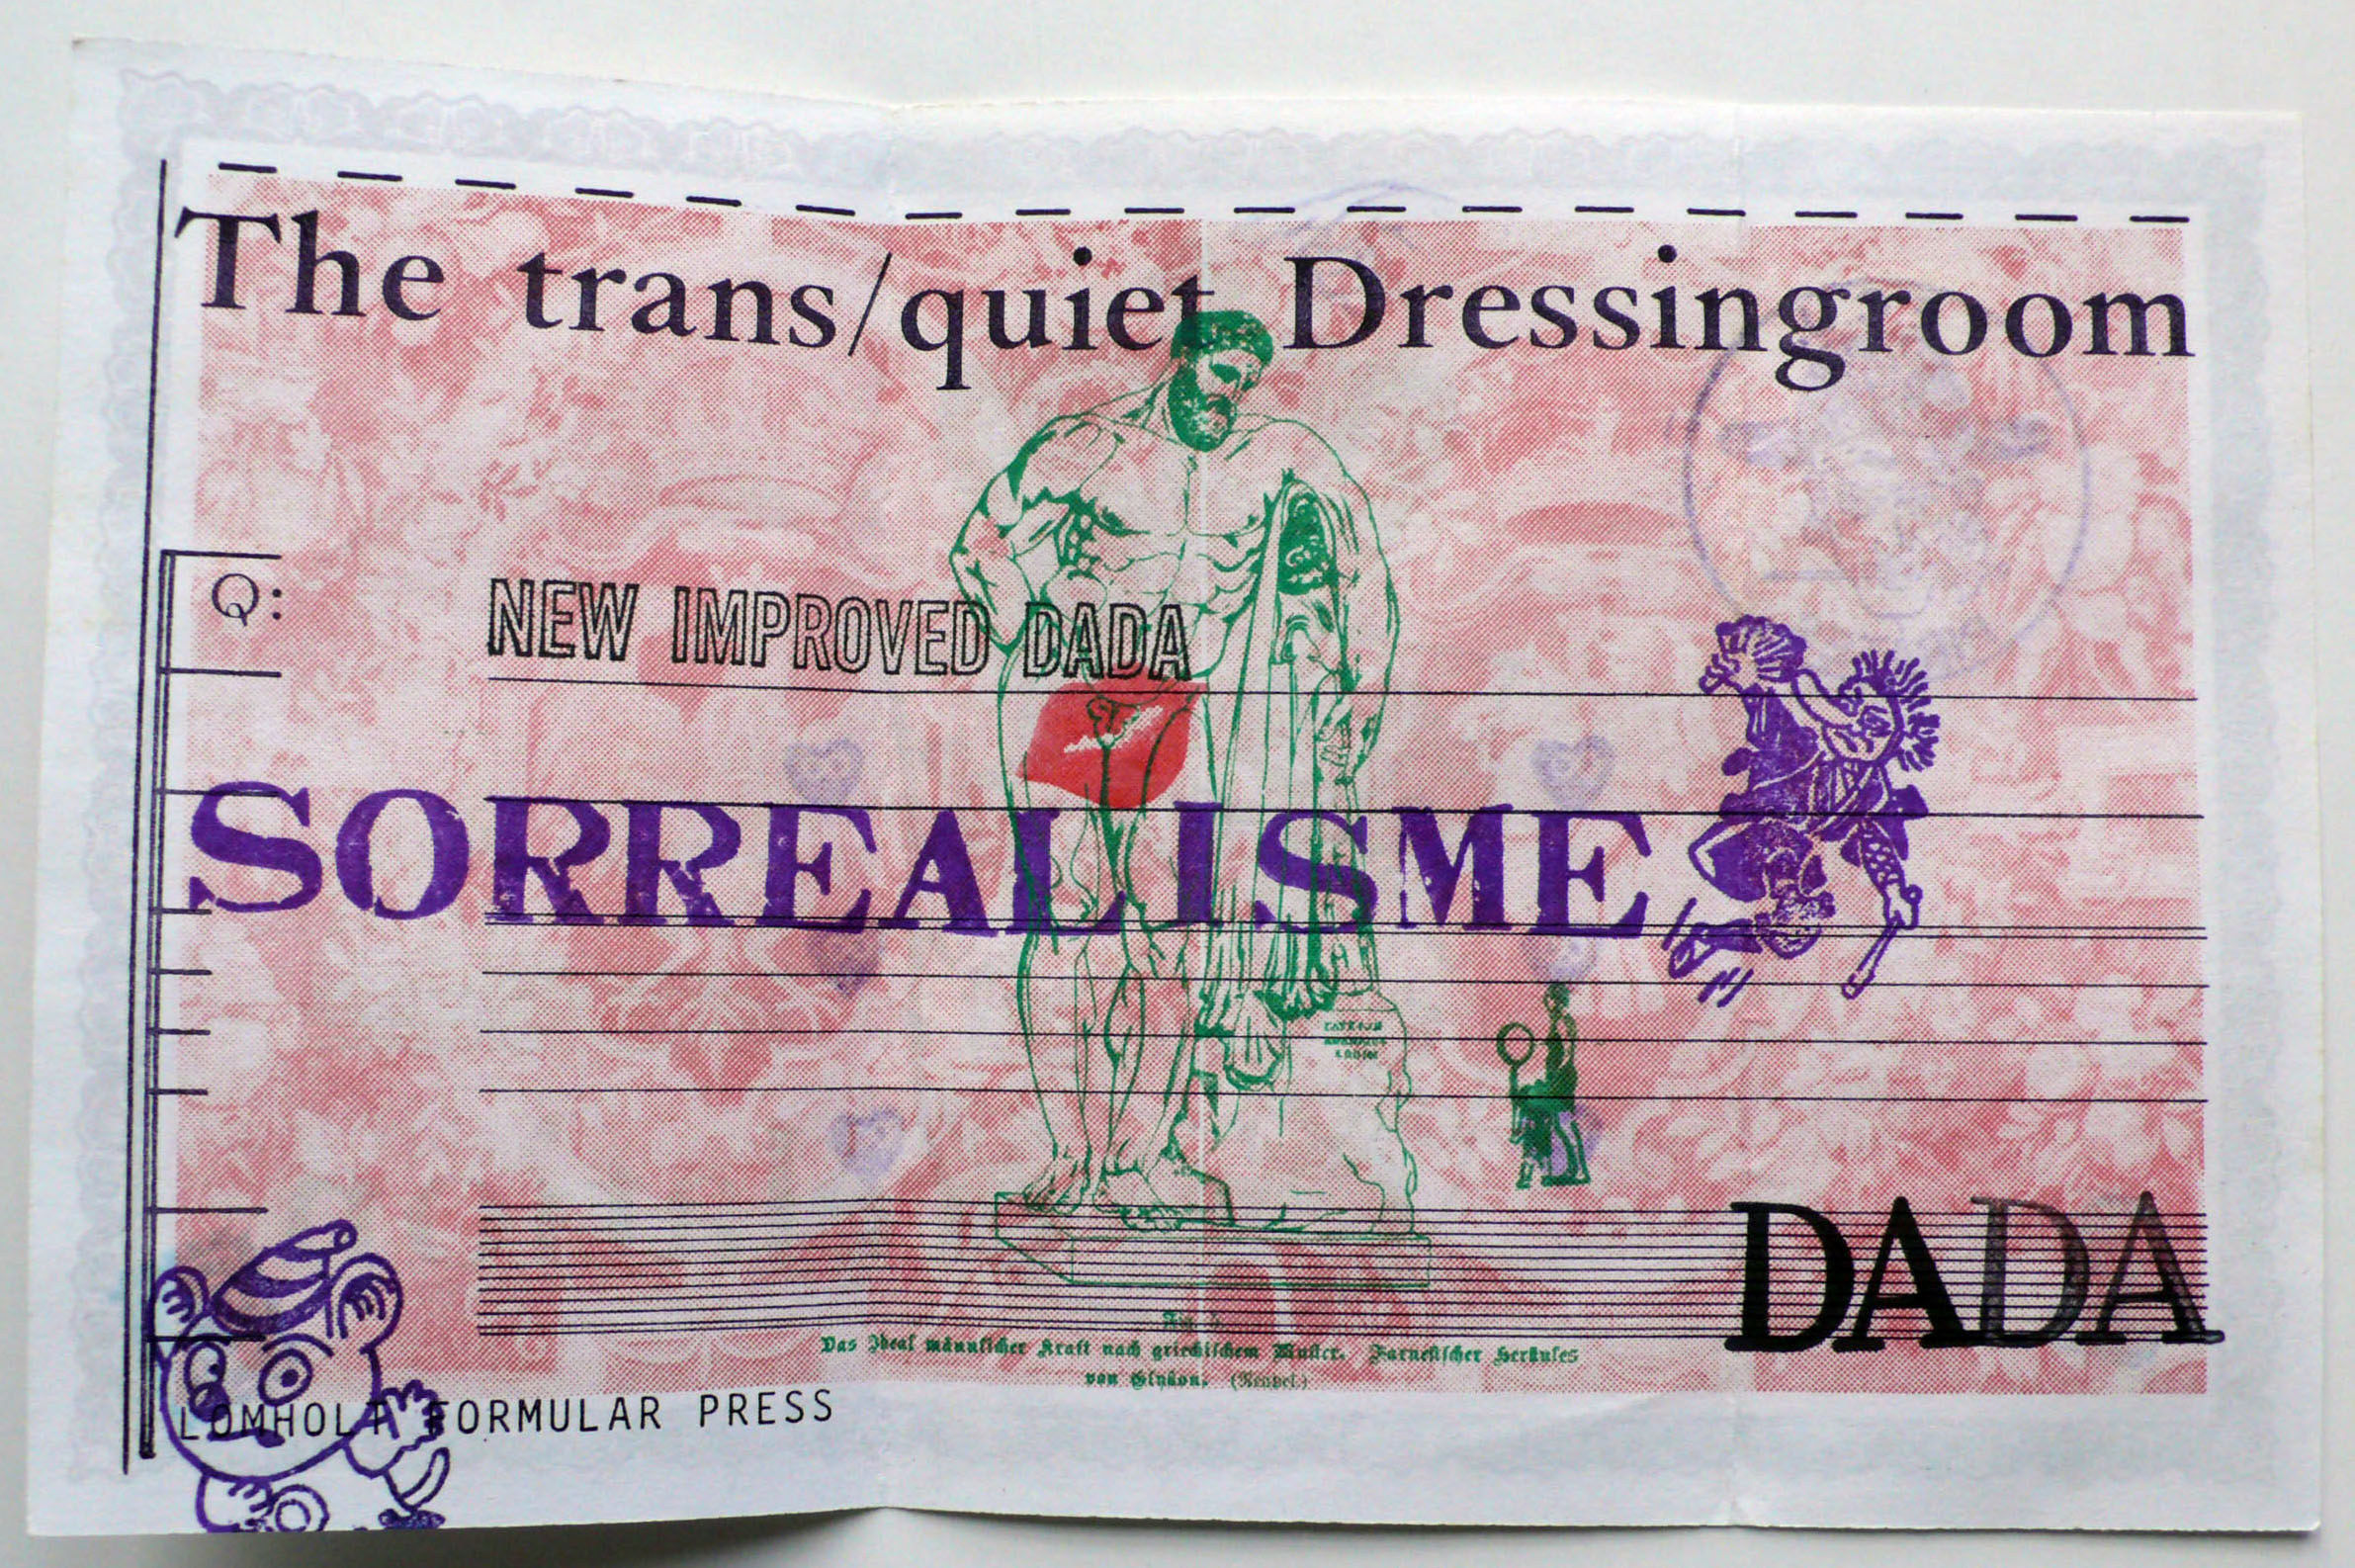 The trans/quiet Dressingroom
Q:
NEW IMPROVED DADA
SORREALISME
DADA
Das Ideal männlicher Kraft nach griechischem Muster. Farnesischer Herkules
von Glykon. (Neapel.)
LOMHOLT FORMULAR PRESS